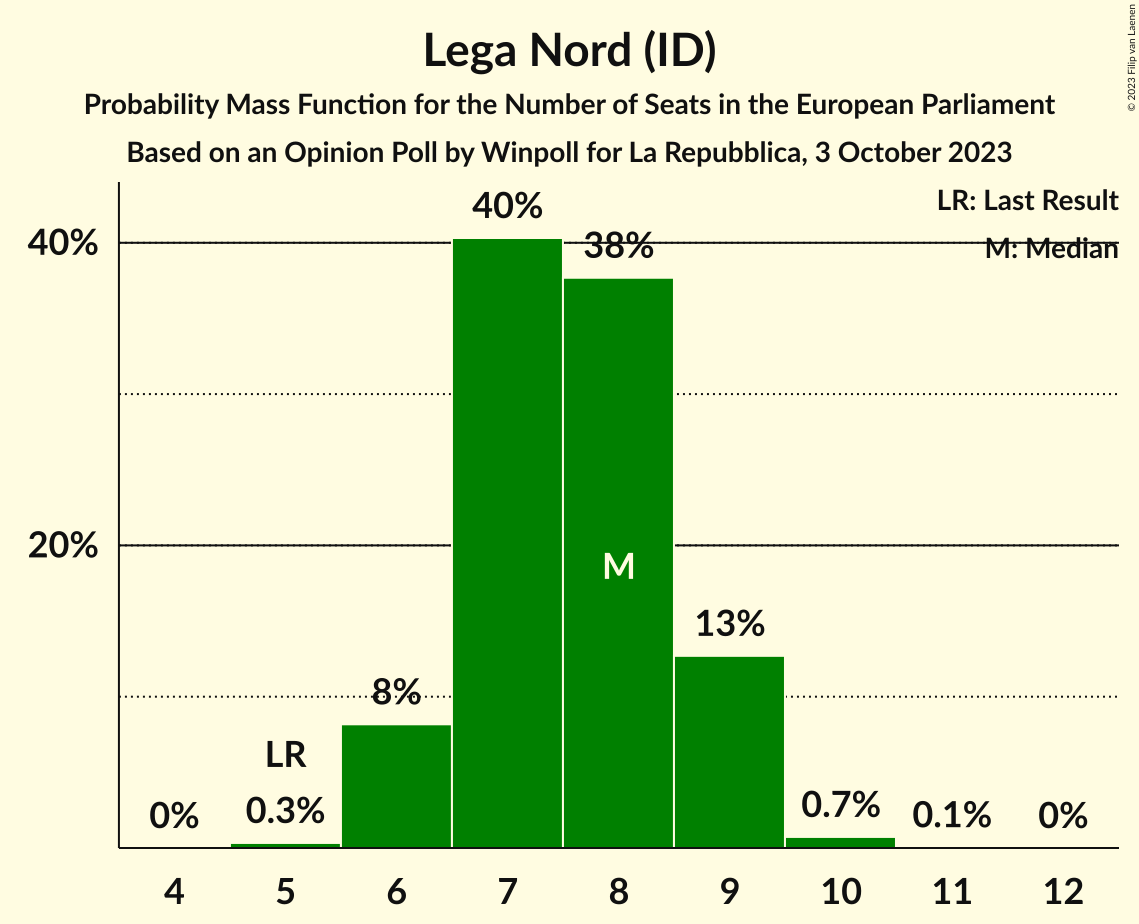 Lega Nord (ID)
Probability Mass Function for the Number of Seats in the European Parliament
Based on an Opinion Poll by Winpoll for La Repubblica, 3 October 2023
© 2023 Filip van Laenen
LR: Last Result
M: Median
40%
20%
0%
LR
0.3%
8%
40%
38%
M
13%
0.7%
0.1%
0%
4 5 6 7 8 9 10 11 12